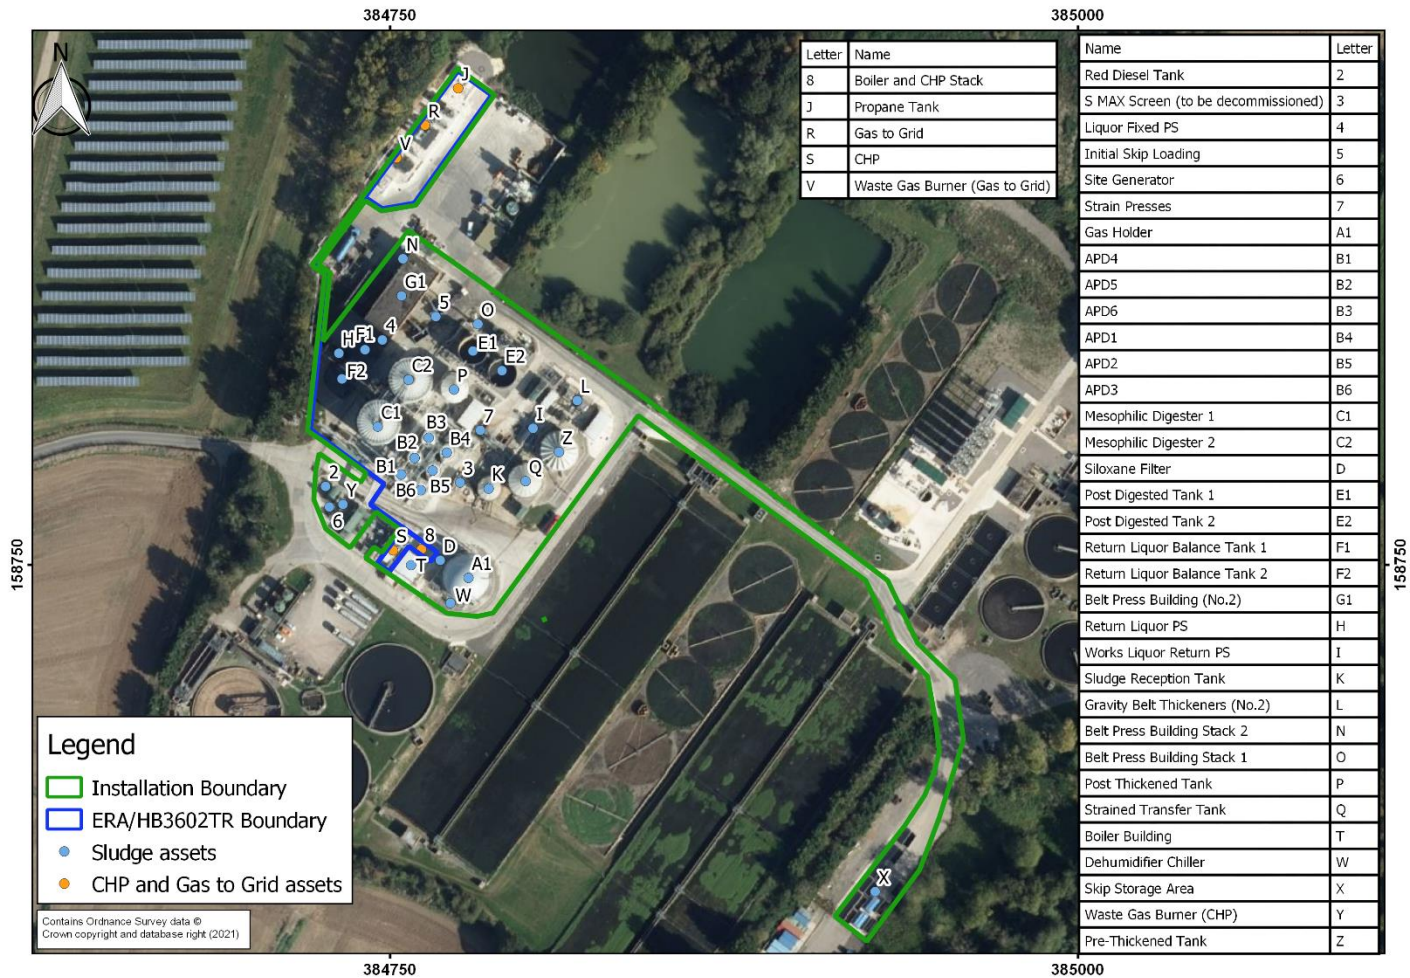 384750
385000
N
Letter Name
8 Boiler and CHP Stack
J Propane Tank
R Gas to Grid
S CHP
V Waste Gas Burner (Gas to Grid)
Name Letter
Red Diesel Tank 2
S MAX Screen (to be decommissioned) 3
Liquor Fixed PS 4
Initial Skip Loading 5
Site Generator 6
Strain Presses 7
Gas Holder A1
APD4 B1
APD5 B2
APD6 B3
APD1 B4
APD2 B5
APD3 B6
Mesophilic Digester 1 C1
Mesophilic Digester 2 C2
Siloxane Filter D
Post Digested Tank 1 E1
Post Digested Tank 2 E2
Return Liquor Balance Tank 1 F1
Return Liquor Balance Tank 2 F2
Belt Press Building (No.2) G1
Return Liquor PS H
Works Liquor Return PS I
Sludge Reception Tank K
Gravity Belt Thickeners (No.2) L
Belt Press Building Stack 2 N
Belt Press Building Stack 1 O
Post Thickened Tank P
Strained Transfer Tank Q
Boiler Building T
Dehumidifier Chiller W
Skip Storage Area X
Waste Gas Burner (CHP) Y
Pre-Thickened Tank Z
J
R
V
N
G1
5
O
4
F1
H
E1
E2
F2
C2
P
L
C1
7
I
B3
B4
Z
B2
B1
3
Q
B5
K
B6
2
Y
6
S
8
D
T
A1
W
X
158750
158750
Legend
Installation Boundary
ERA/HB3602TR Boundary
Sludge assets
CHP and Gas to Grid assets
Contains Ordnance Survey data ©
Crown copyright and database right (2021)
384750
385000